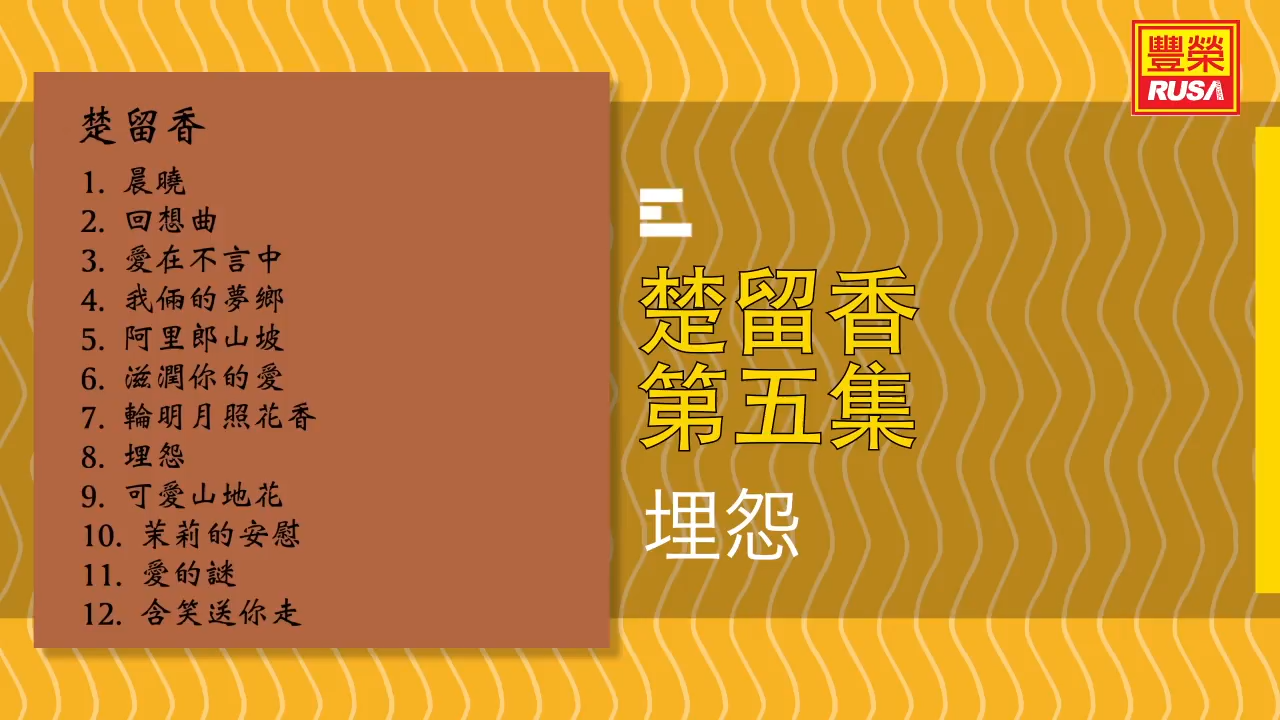 楚留香
1. 晨曉
2. 回想曲
3. 愛在不言中
4. 我倆的夢鄉
5. 阿里郎山坡
6. 滋潤你的愛
7. 輪明月照花香
8. 埋怨
9. 可愛山地花
10. 茉莉的安慰
11. 愛的謎
12. 含笑送你走
豐榮
RUSA
楚留香
第五集
埋怨